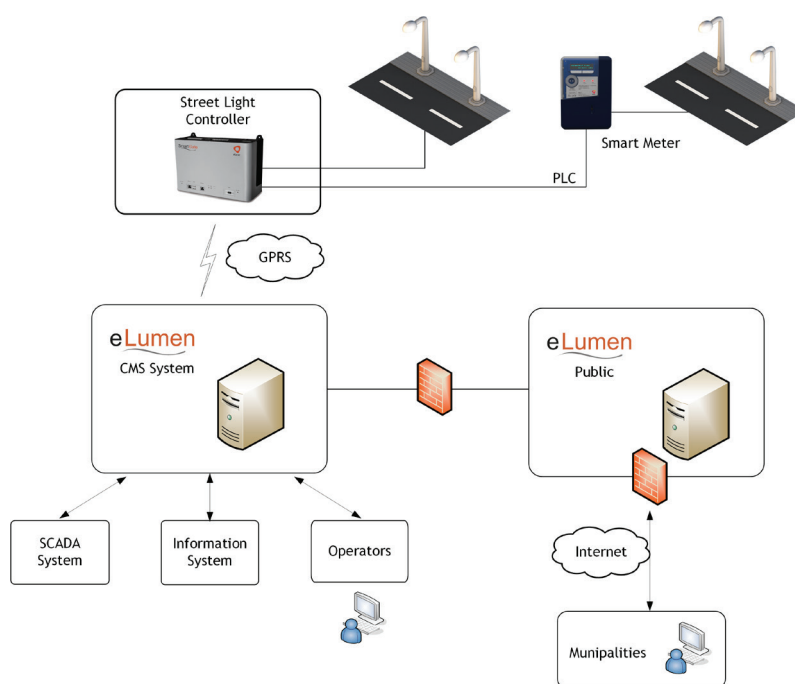 Street Light
Controller
Smart Meter
PLC
GPRS
eLumen
CMS System
eLumen
Public
SCADA
System
Information
System
Operators
Internet
Munipalities